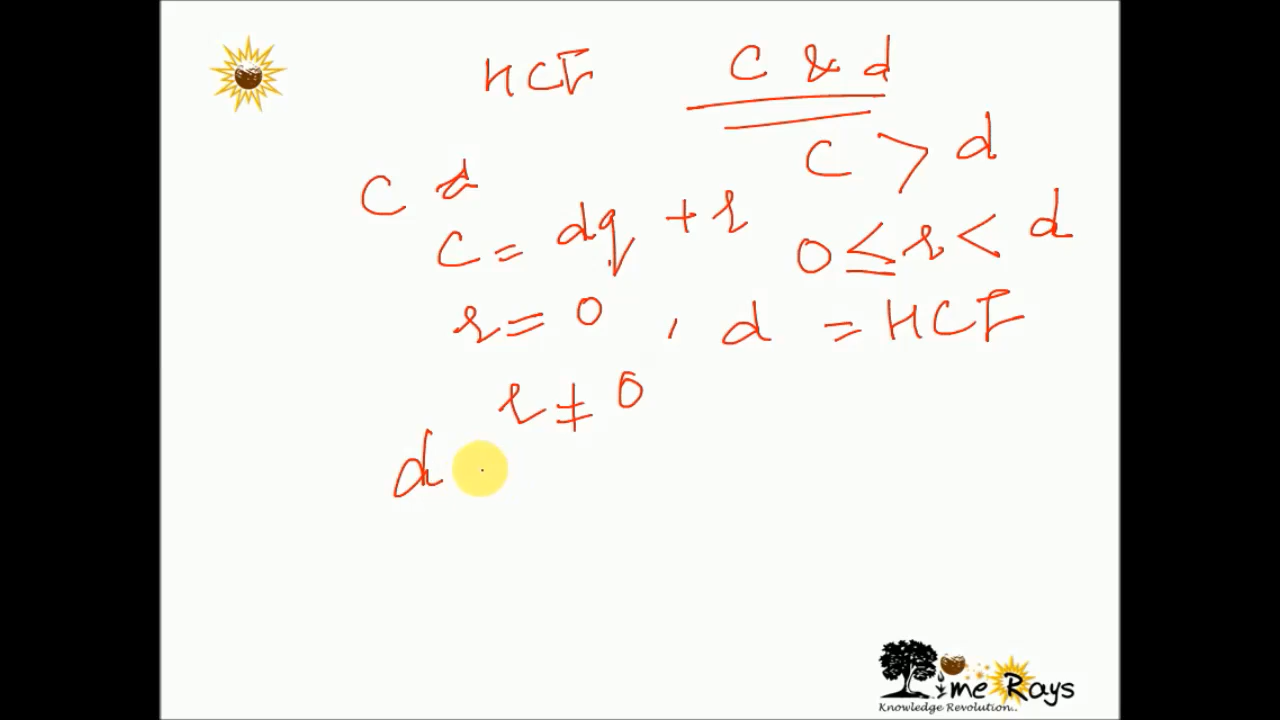 HCF C & d
C > d
C d
C = dq + r 0 ≤ r < d
r = 0 , d = HCF
r ≠ 0
d
Time Rays
Knowledge Revolution..